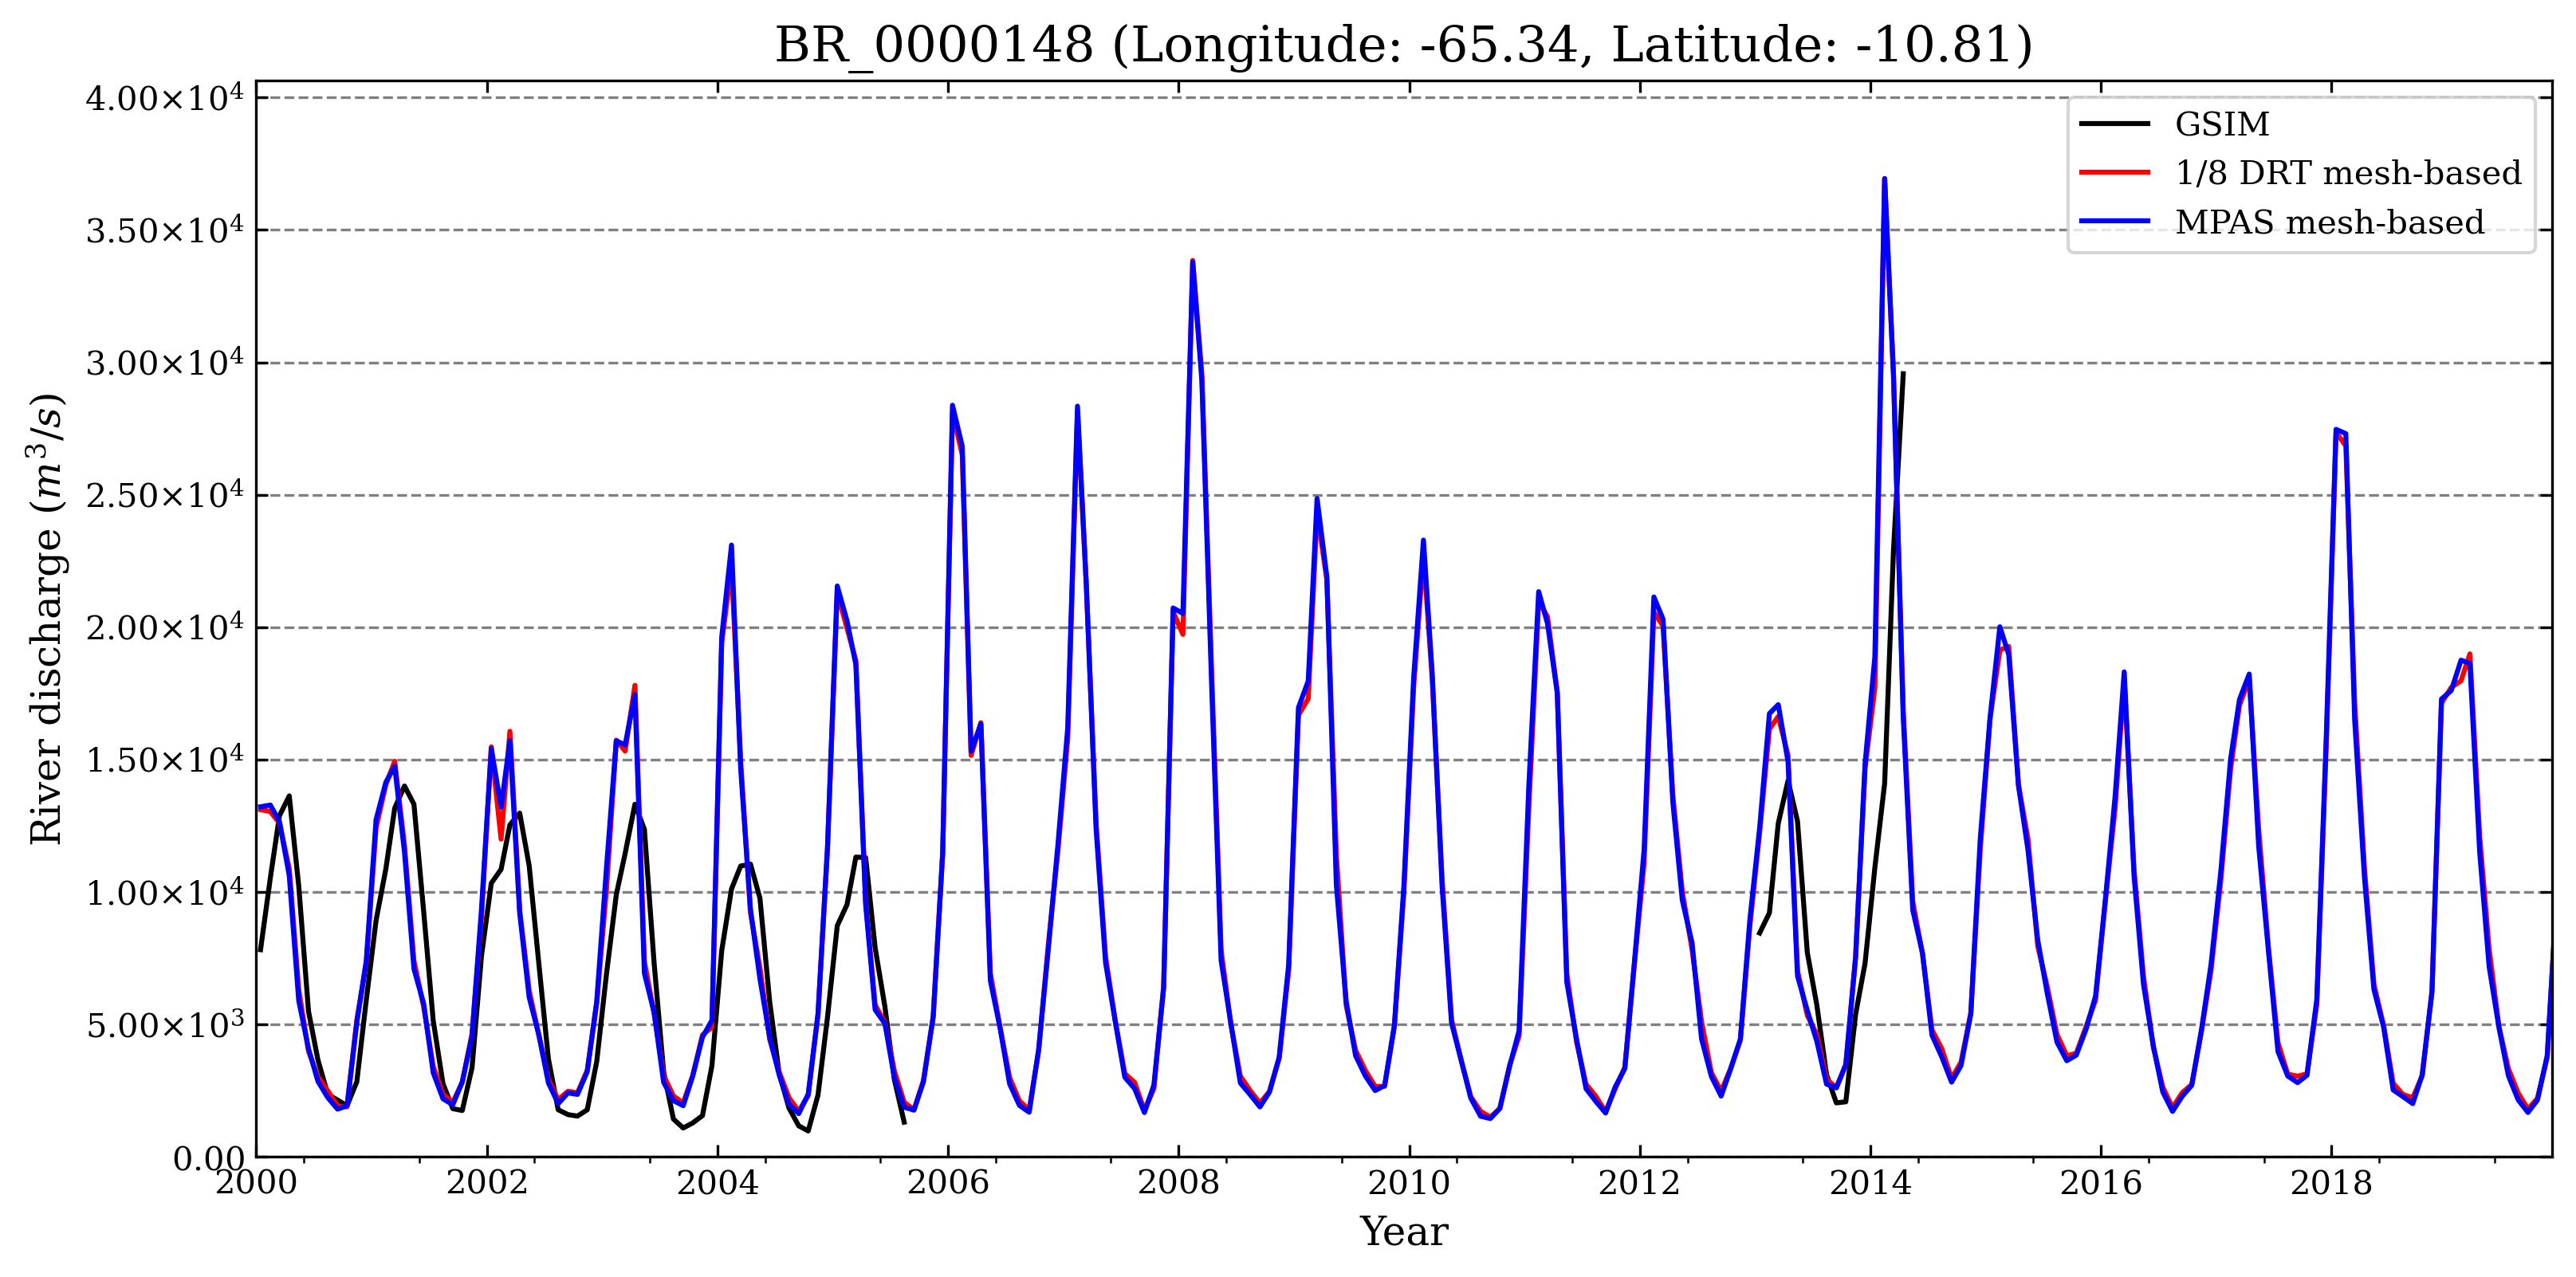 BR_0000148 (Longitude: -65.34, Latitude: -10.81)
4.00×10⁴
3.50×10⁴
3.00×10⁴
2.50×10⁴
2.00×10⁴
1.50×10⁴
1.00×10⁴
5.00×10³
0.00
River discharge (m³/s)
GSIM
1/8 DRT mesh-based
MPAS mesh-based
2000 2002 2004 2006 2008 2010 2012 2014 2016 2018
Year